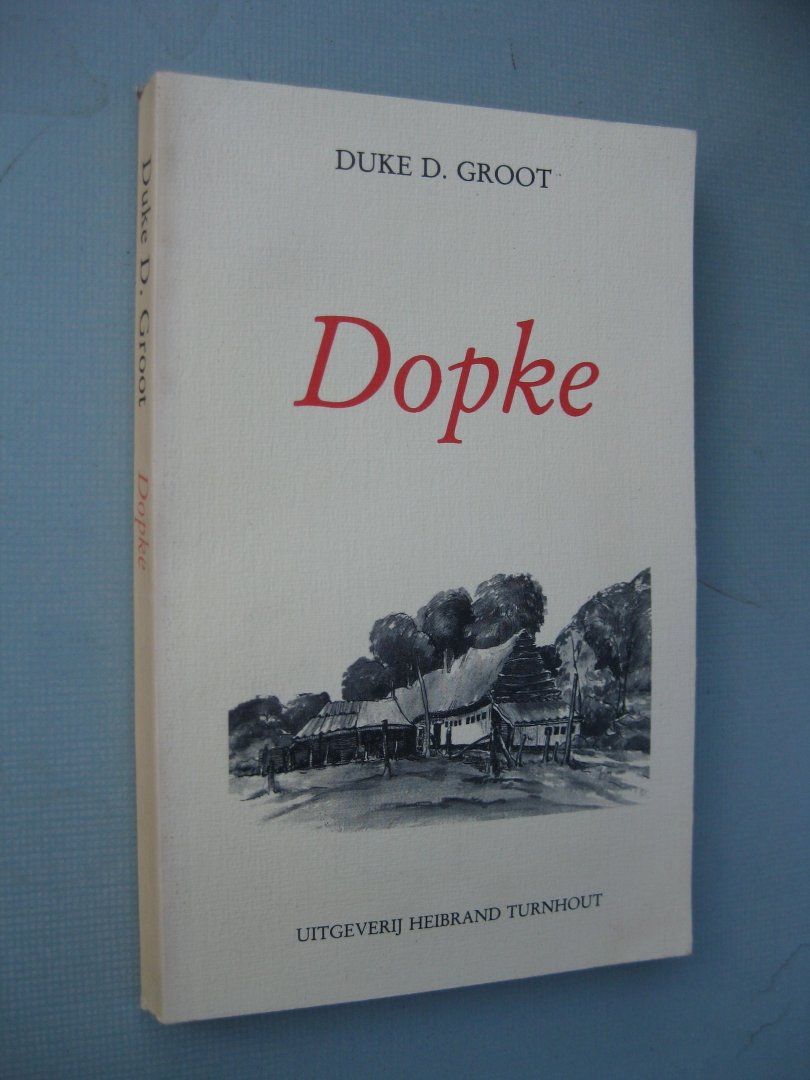 DUKE D. GROOT
Dopke
UITGEVERIJ HEIBRAND TURNHOUT
Duke D. Groot Dopke